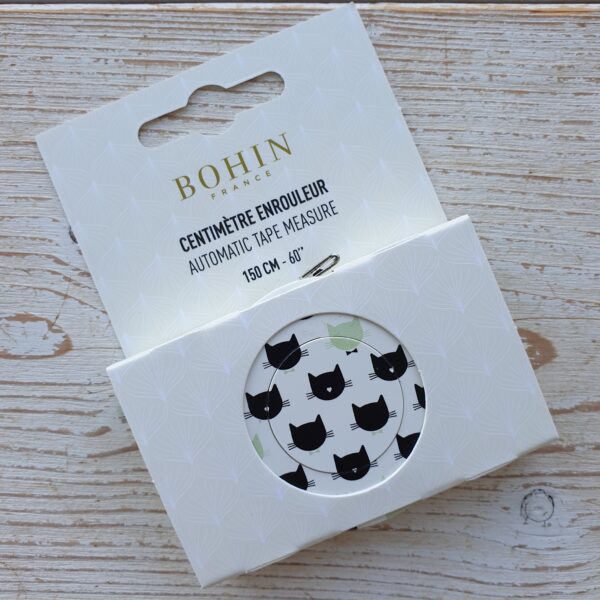 BOHIN
FRANCE
CENTIMÈTRE ENROULEUR
AUTOMATIC TAPE MEASURE
150 CM - 60''